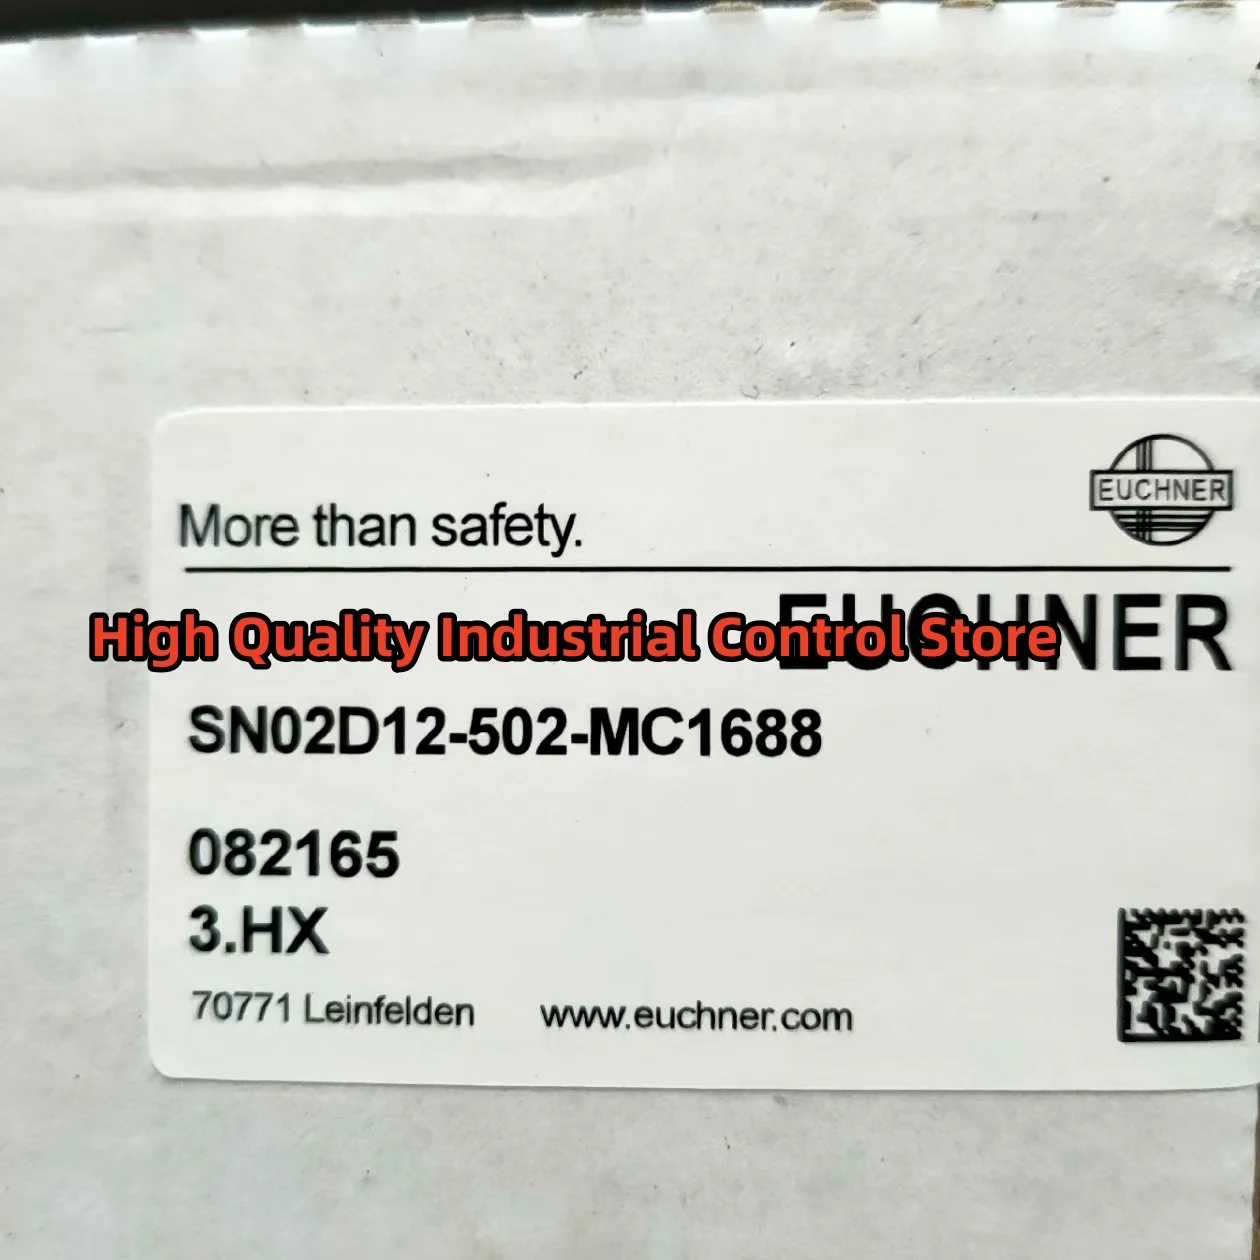 EUCHNER
More than safety.
EUCHNER
High Quality Industrial Control Store
SN02D12-502-MC1688
082165
3.HX
70771 Leinfelden www.euchner.com